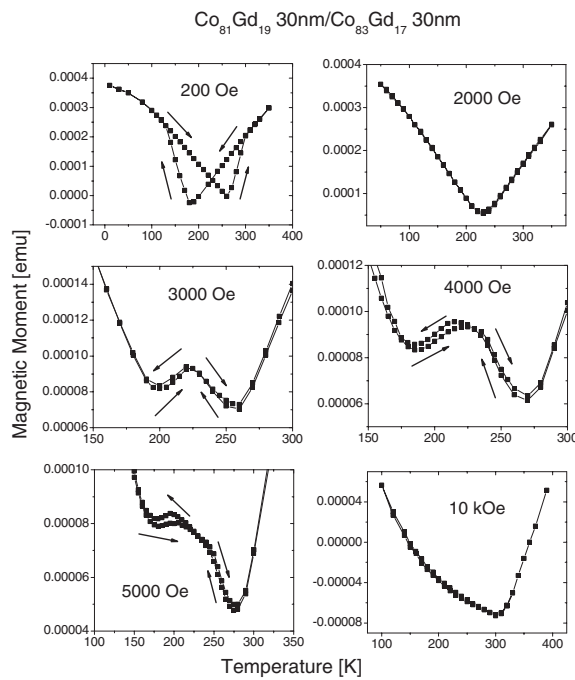 Co81Gd19 30nm/Co83Gd17 30nm
Magnetic Moment [emu]
200 Oe
0.0004
0.0003
0.0002
0.0001
0.0000
-0.0001
0 50 100 150 200 250 300 350 400
2000 Oe
0.0004
0.0003
0.0002
0.0001
100 200 300
3000 Oe
0.00014
0.00012
0.00010
0.00008
0.00006
150 200 250 300
4000 Oe
0.00012
0.00010
0.00008
0.00006
150 200 250 300
5000 Oe
0.00010
0.00008
0.00006
0.00004
100 150 200 250 300 350
10 kOe
0.00004
0.00000
-0.00004
-0.00008
100 200 300 400
Temperature [K]